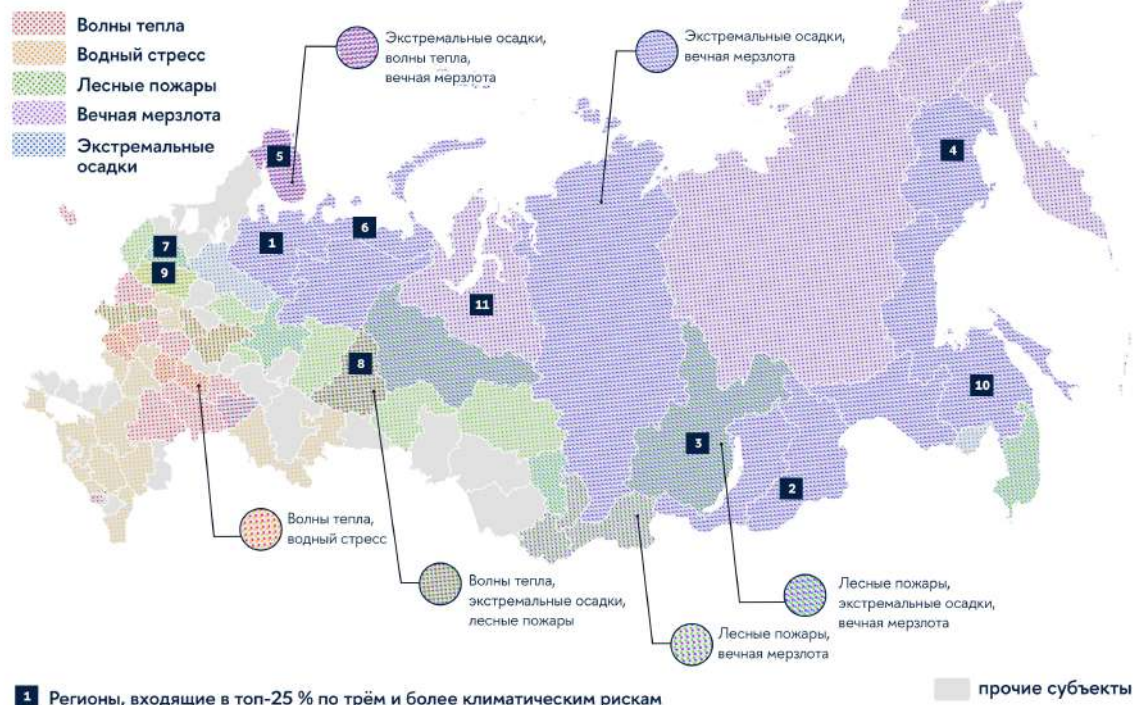 Волны тепла
Водный стресс
Лесные пожары
Вечная мерзлота
Экстремальные
осадки
Экстремальные осадки,
волны тепла,
вечная мерзлота
Экстремальные осадки,
вечная мерзлота
5
4
1
6
7
9
11
8
10
3
2
Волны тепла,
водный стресс
Волны тепла,
экстремальные осадки,
лесные пожары
Лесные пожары,
экстремальные осадки,
вечная мерзлота
Лесные пожары,
вечная мерзлота
1 Регионы, входящие в топ-25 % по трём и более климатическим рискам
прочие субъекты